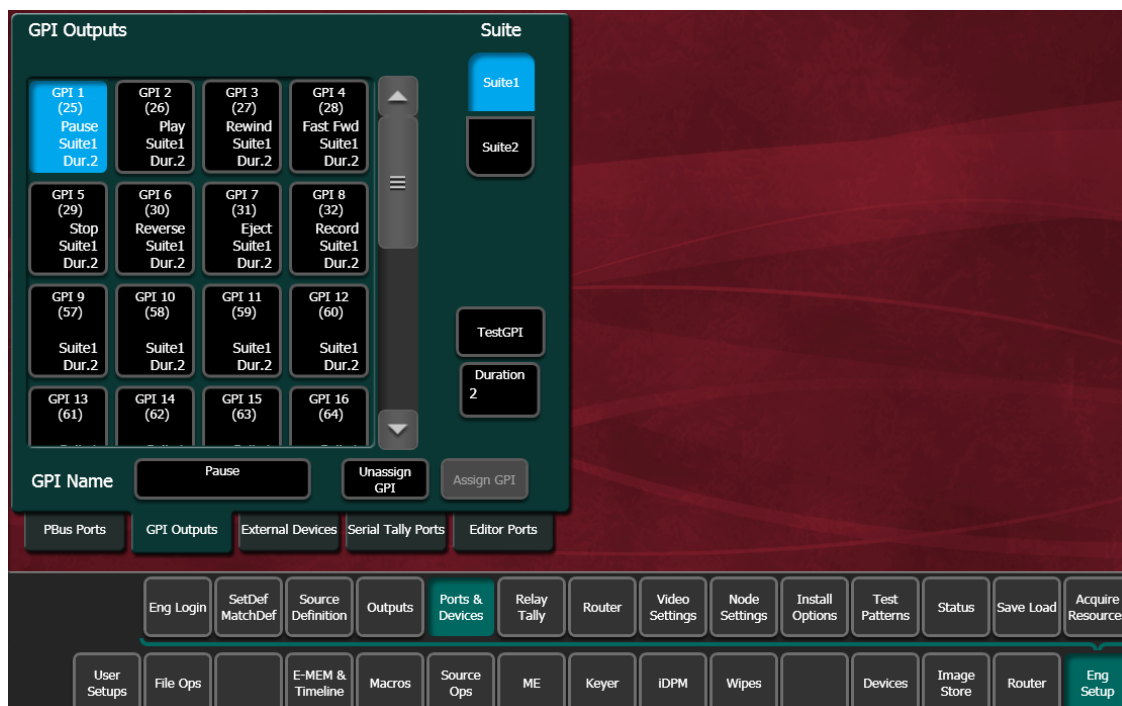 GPI Outputs
Suite
GPI 1
(25)
Pause
Suite1
Dur.2
GPI 2
(26)
Play
Suite1
Dur.2
GPI 3
(27)
Rewind
Suite1
Dur.2
GPI 4
(28)
Fast Fwd
Suite1
Dur.2
Suite1
Suite2
GPI 5
(29)
Stop
Suite1
Dur.2
GPI 6
(30)
Reverse
Suite1
Dur.2
GPI 7
(31)
Eject
Suite1
Dur.2
GPI 8
(32)
Record
Suite1
Dur.2
GPI 9
(57)
Suite1
Dur.2
GPI 10
(58)
Suite1
Dur.2
GPI 11
(59)
Suite1
Dur.2
GPI 12
(60)
Suite1
Dur.2
TestGPI
Duration
2
GPI 13
(61)
GPI 14
(62)
GPI 15
(63)
GPI 16
(64)
GPI Name
Pause
Unassign
GPI
Assign GPI
PBus Ports
GPI Outputs
External Devices
Serial Tally Ports
Editor Ports
Eng Login
SetDef
MatchDef
Source
Definition
Outputs
Ports &
Devices
Relay
Tally
Router
Video
Settings
Node
Settings
Install
Options
Test
Patterns
Status
Save Load
Acquire
Resources
User
Setups
File Ops
E-MEM &
Timeline
Macros
Source
Ops
ME
Keyer
iDPM
Wipes
Devices
Image
Store
Router
Eng
Setup